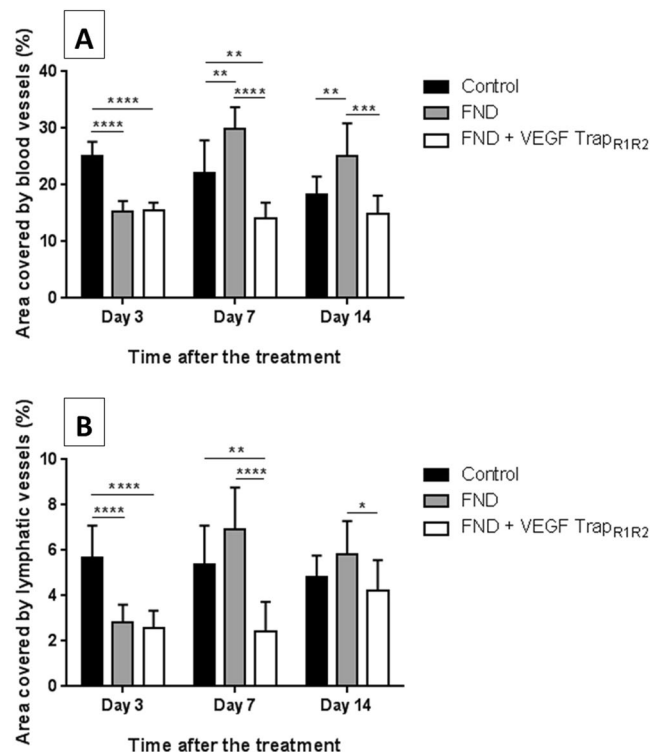 A
Area covered by blood vessels (%)
40
30
20
10
0
**
**** ** **
**** **** ***
Control
FND
FND + VEGF TrapR1R2
Day 3 Day 7 Day 14
Time after the treatment
B
Area covered by lymphatic vessels (%)
10
8
6
4
2
0
**
**** ****
**** *
Control
FND
FND + VEGF TrapR1R2
Day 3 Day 7 Day 14
Time after the treatment